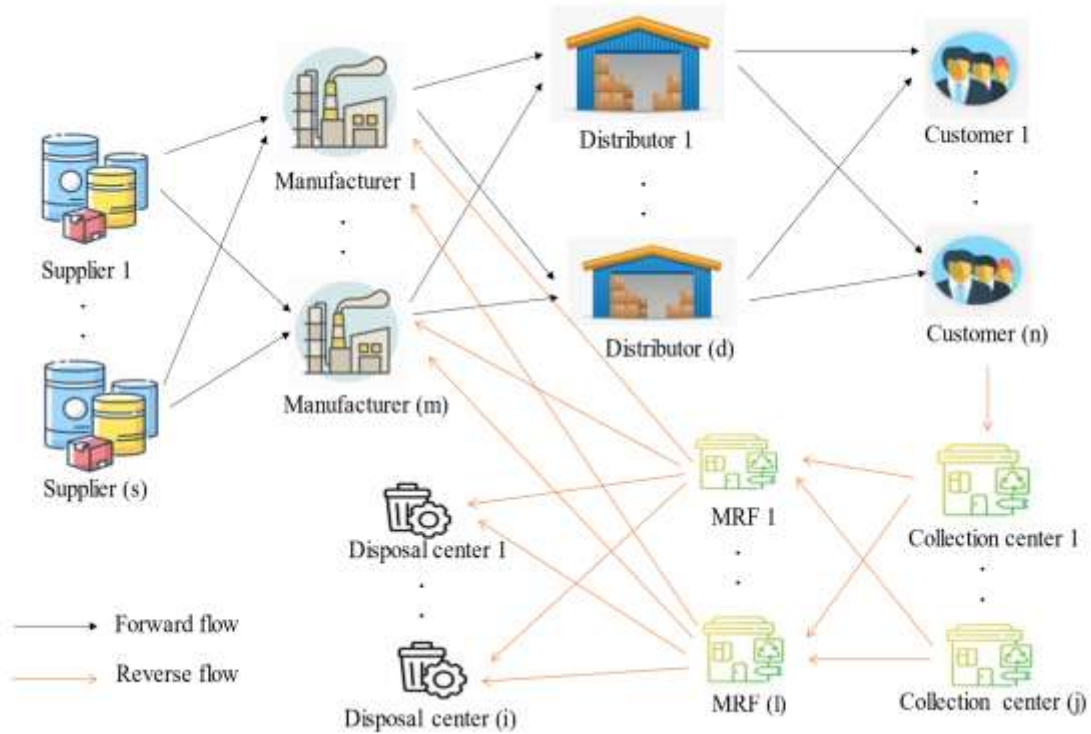 Distributor 1
Customer 1
Manufacturer 1
Supplier 1
Distributor (d)
Customer (n)
Manufacturer (m)
Supplier (s)
MRF 1
Collection center 1
Disposal center 1
Forward flow
Reverse flow
MRF (l)
Collection center (j)
Disposal center (i)